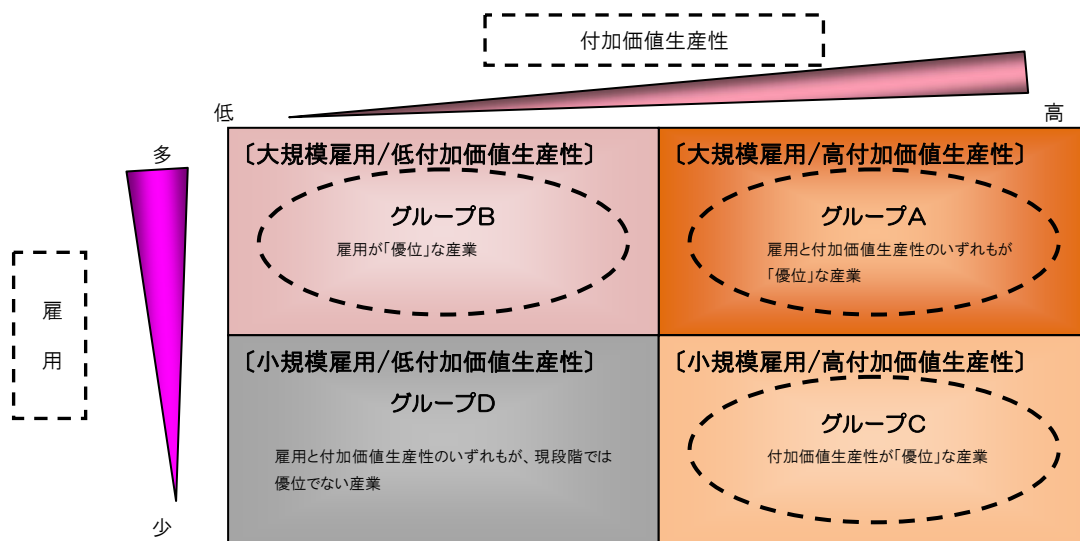 付加価値生産性
低
高
多
〔大規模雇用/低付加価値生産性〕
グループB
雇用が「優位」な産業
〔大規模雇用/高付加価値生産性〕
グループA
雇用と付加価値生産性のいずれもが
「優位」な産業
雇
用
〔小規模雇用/低付加価値生産性〕
グループD
雇用と付加価値生産性のいずれもが、現段階では
優位でない産業
〔小規模雇用/高付加価値生産性〕
グループC
付加価値生産性が「優位」な産業
少